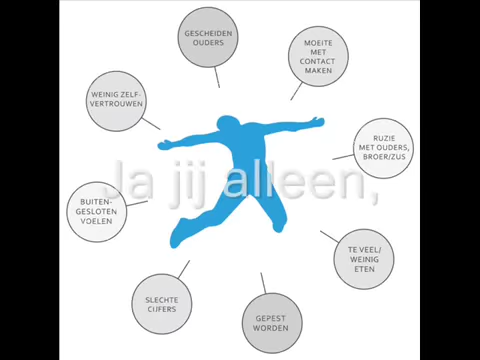 GESCHEIDEN
OUDERS
MOEITE
MET
CONTACT
MAKEN
WEINIG ZELF-
VERTROUWEN
RUZIE
MET OUDERS,
BROER/ZUS
Ja jij alleen,
BUITEN-
GESLOTEN
VOELEN
TE VEEL/
WEINIG
ETEN
SLECHTE
CIJFERS
GEPEST
WORDEN